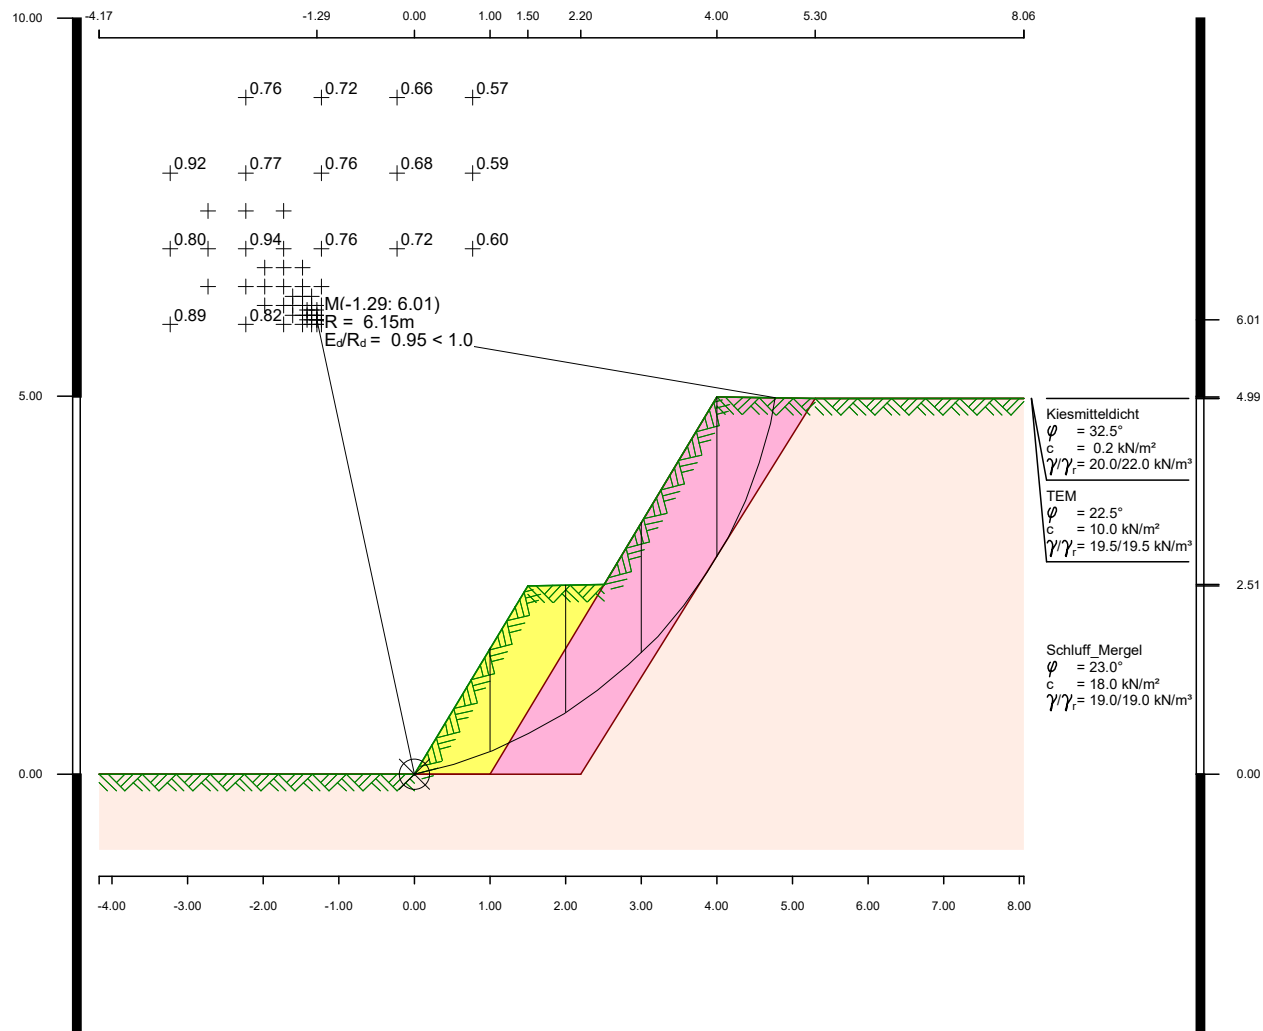 10.00
-4.17 -1.29 0.00 1.00 1.50 2.20 4.00 5.30 8.06
0.76 0.72 0.66 0.57
0.92 0.77 0.76 0.68 0.59
0.80 0.94 0.76 0.72 0.60
0.89 0.82
M(-1.29: 6.01)
R = 6.15m
Ed/Rd = 0.95 < 1.0
6.01
5.00
4.99
Kiesmitteldicht
φ = 32.5°
c = 0.2 kN/m²
γ/γr = 20.0/22.0 kN/m³
TEM
φ = 22.5°
c = 10.0 kN/m²
γ/γr = 19.5/19.5 kN/m³
2.51
Schluff_Mergel
φ = 23.0°
c = 18.0 kN/m²
γ/γr = 19.0/19.0 kN/m³
0.00
0.00
-4.00 -3.00 -2.00 -1.00 0.00 1.00 2.00 3.00 4.00 5.00 6.00 7.00 8.00